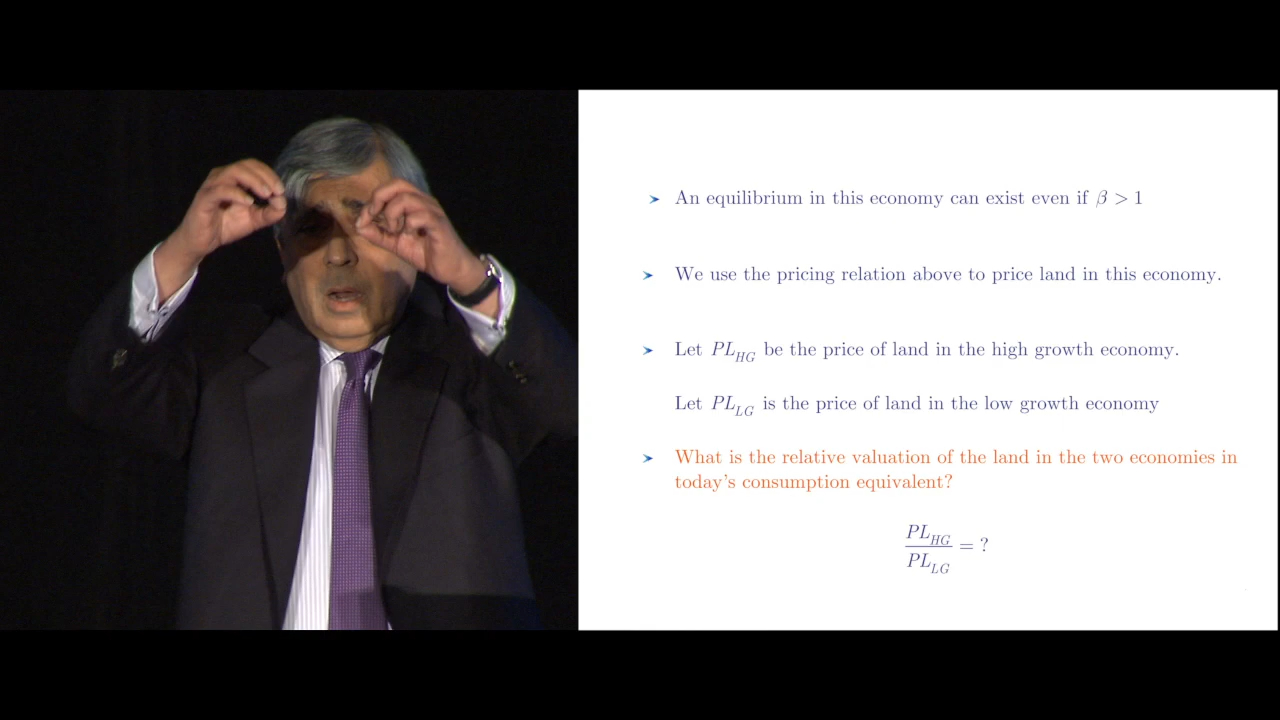 An equilibrium in this economy can exist even if β > 1
We use the pricing relation above to price land in this economy.
Let PL_HG be the price of land in the high growth economy.
Let PL_LG is the price of land in the low growth economy
What is the relative valuation of the land in the two economies in
today's consumption equivalent?
PL_HG / PL_LG = ?